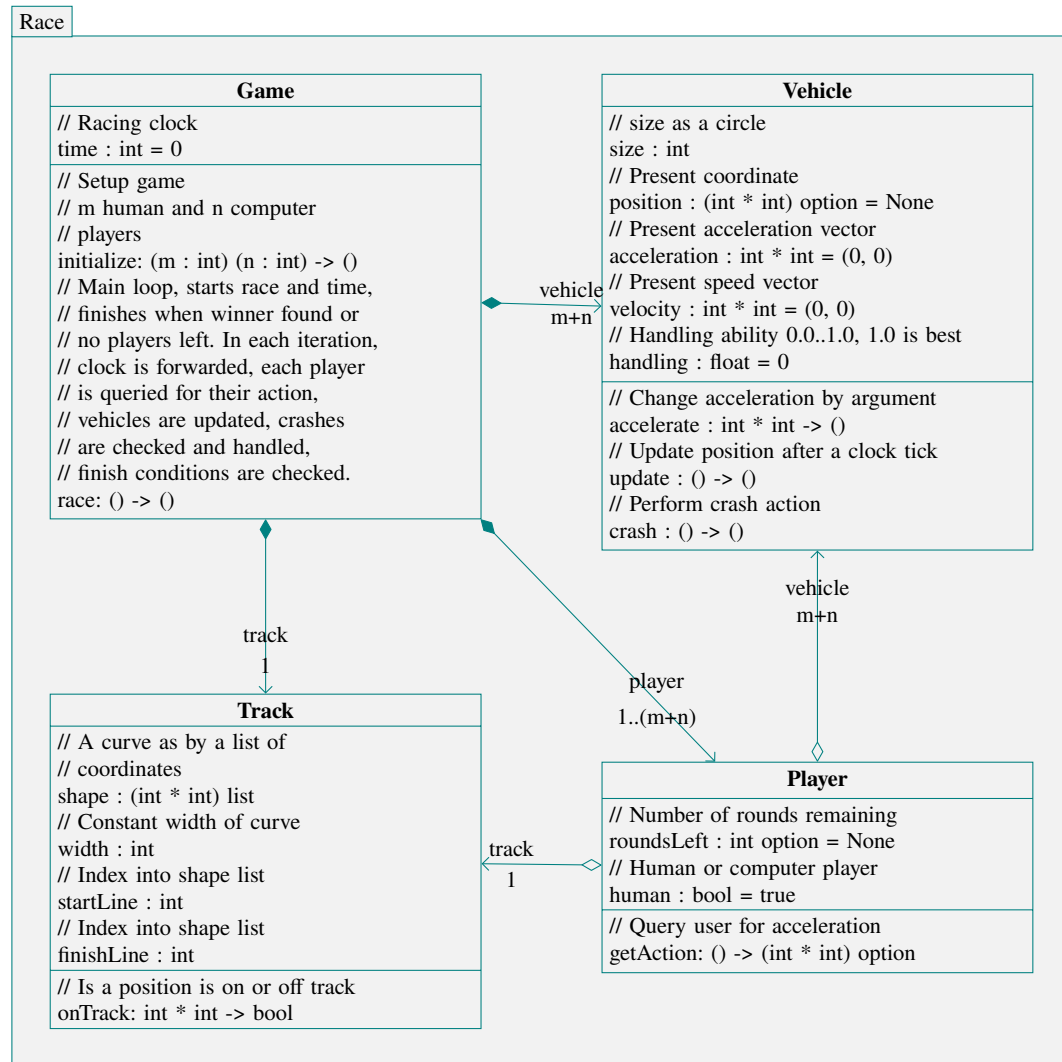 Race
Game
// Racing clock
time : int = 0
// Setup game
// m human and n computer
// players
initialize: (m : int) (n : int) -> ()
// Main loop, starts race and time,
// finishes when winner found or
// no players left. In each iteration,
// clock is forwarded, each player
// is queried for their action,
// vehicles are updated, crashes
// are checked and handled,
// finish conditions are checked.
race: () -> ()
vehicle
m+n
Vehicle
// size as a circle
size : int
// Present coordinate
position : (int * int) option = None
// Present acceleration vector
acceleration : int * int = (0, 0)
// Present speed vector
velocity : int * int = (0, 0)
// Handling ability 0.0..1.0, 1.0 is best
handling : float = 0
// Change acceleration by argument
accelerate : int * int -> ()
// Update position after a clock tick
update : () -> ()
// Perform crash action
crash : () -> ()
vehicle
m+n
track
1
player
1..(m+n)
Track
// A curve as by a list of
// coordinates
shape : (int * int) list
// Constant width of curve
width : int
// Index into shape list
startLine : int
// Index into shape list
finishLine : int
// Is a position is on or off track
onTrack: int * int -> bool
track
1
Player
// Number of rounds remaining
roundsLeft : int option = None
// Human or computer player
human : bool = true
// Query user for acceleration
getAction: () -> (int * int) option